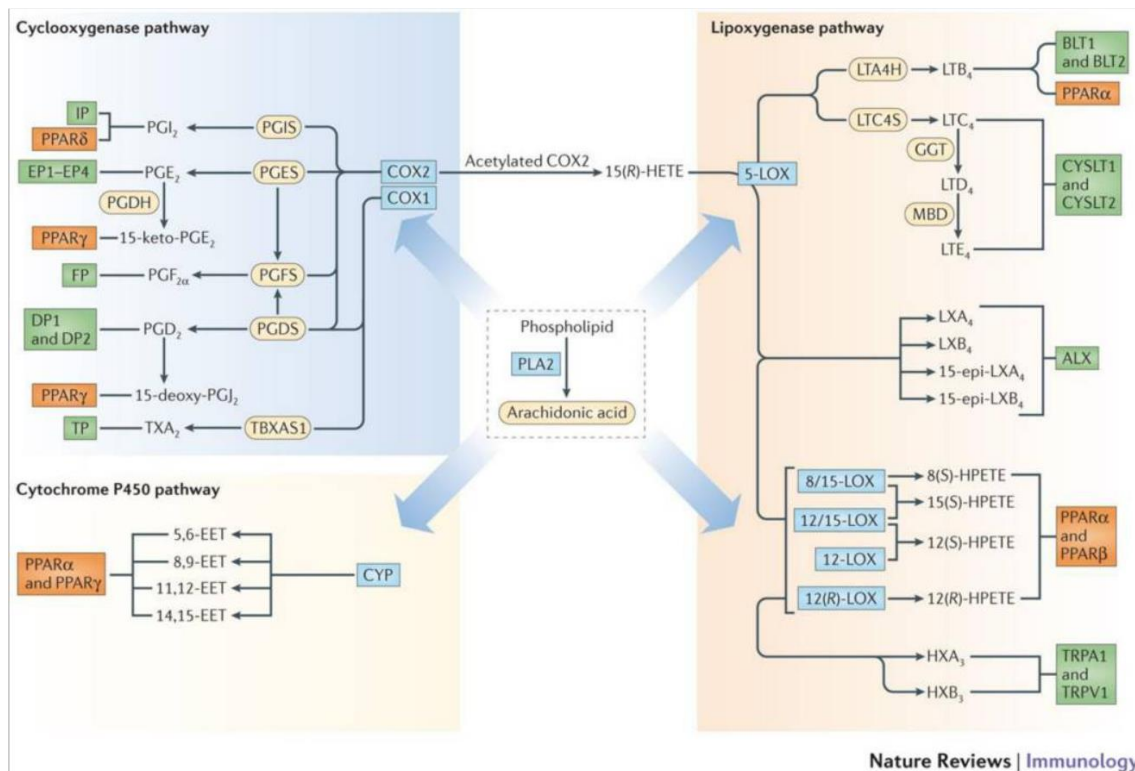 Cyclooxygenase pathway
IP
PPARδ
PGI2
PGIS
EP1–EP4
PGE2
PGES
PGDH
PPARγ
15-keto-PGE2
FP
PGF2α
PGFS
DP1
and DP2
PGD2
PGDS
PPARγ
15-deoxy-PGJ2
TP
TXA2
TBXAS1
COX2
COX1
Acetylated COX2
15(R)-HETE
Phospholipid
PLA2
Arachidonic acid
Cytochrome P450 pathway
PPARα
and PPARγ
5,6-EET
8,9-EET
11,12-EET
14,15-EET
CYP
Lipoxygenase pathway
5-LOX
LTA4H
LTB4
BLT1
and BLT2
PPARα
LTC4S
LTC4
GGT
LTD4
MBD
LTE4
CYSLT1
and
CYSLT2
LXA4
LXB4
15-epi-LXA4
15-epi-LXB4
ALX
8/15-LOX
8(S)-HPETE
15(S)-HPETE
12/15-LOX
12(S)-HPETE
12-LOX
12(R)-LOX
12(R)-HPETE
PPARα
and
PPARβ
HXA3
HXB3
TRPA1
and
TRPV1
Nature Reviews | Immunology